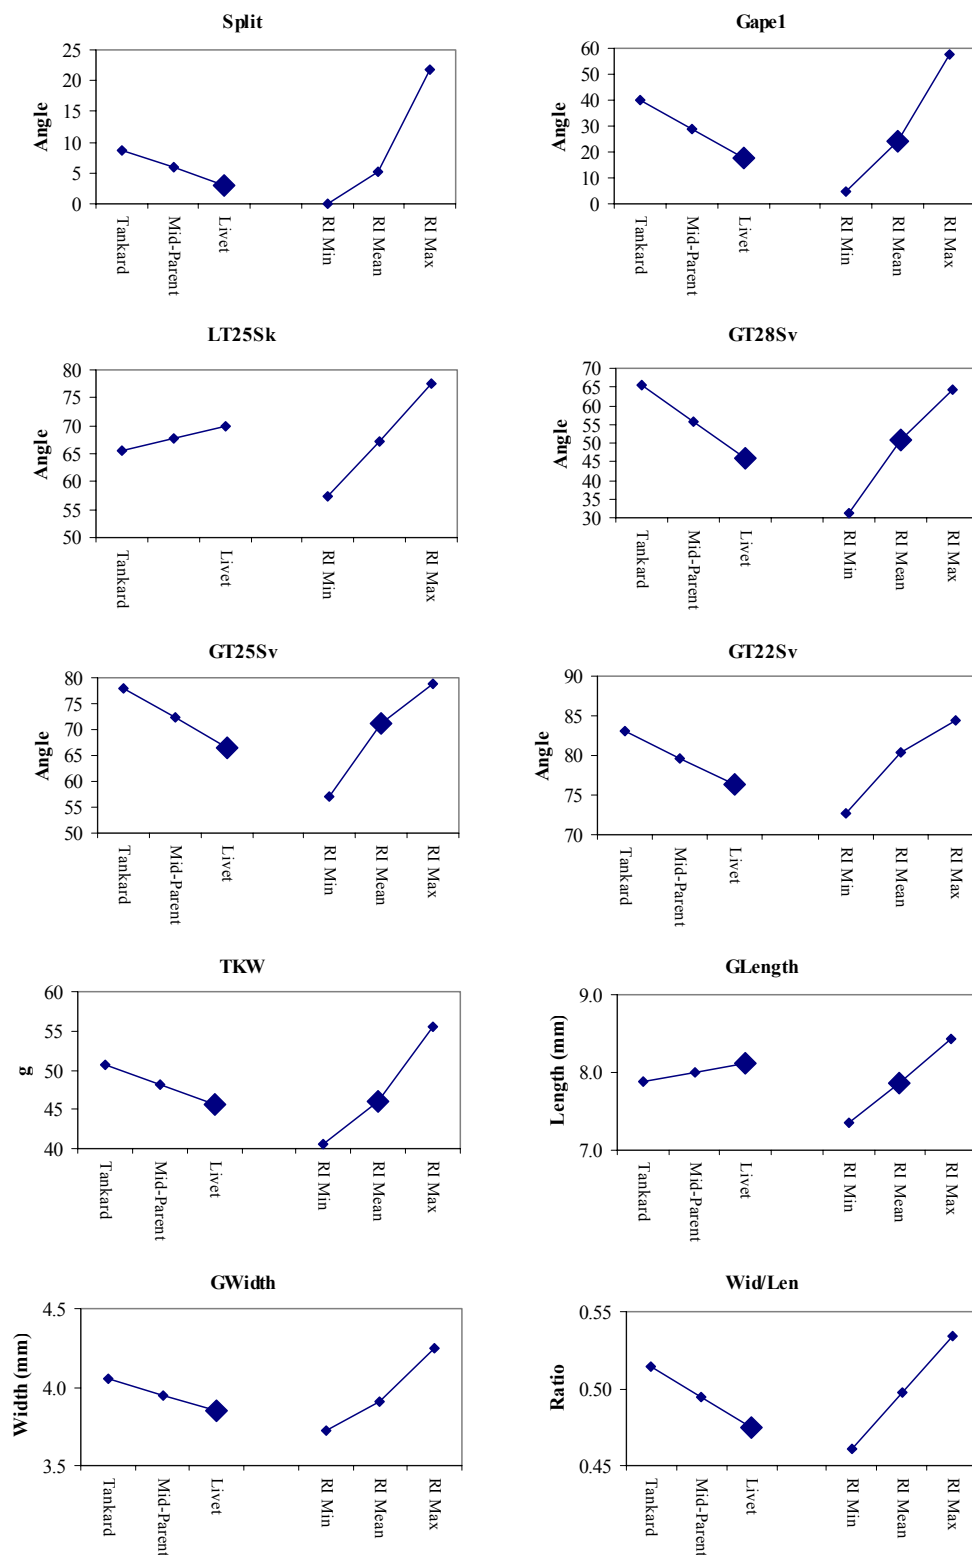 Split
Angle
25
20
15
10
5
0
Tankard
Mid-Parent
Livet
RI Min
RI Mean
RI Max
Gape1
Angle
60
50
40
30
20
10
0
Tankard
Mid-Parent
Livet
RI Min
RI Mean
RI Max
LT25Sk
Angle
80
75
70
65
60
55
50
Tankard
Livet
RI Min
RI Max
GT28Sv
Angle
70
65
60
55
50
45
40
35
30
Tankard
Mid-Parent
Livet
RI Min
RI Mean
RI Max
GT25Sv
Angle
80
75
70
65
60
55
50
Tankard
Mid-Parent
Livet
RI Min
RI Mean
RI Max
GT22Sv
Angle
90
85
80
75
70
Tankard
Mid-Parent
Livet
RI Min
RI Mean
RI Max
TKW
g
60
55
50
45
40
Tankard
Mid-Parent
Livet
RI Min
RI Mean
RI Max
GLength
Length (mm)
9.0
8.0
7.0
Tankard
Mid-Parent
Livet
RI Min
RI Mean
RI Max
GWidth
Width (mm)
4.5
4.0
3.5
Tankard
Mid-Parent
Livet
RI Min
RI Mean
RI Max
Wid/Len
Ratio
0.55
0.50
0.45
Tankard
Mid-Parent
Livet
RI Min
RI Mean
RI Max